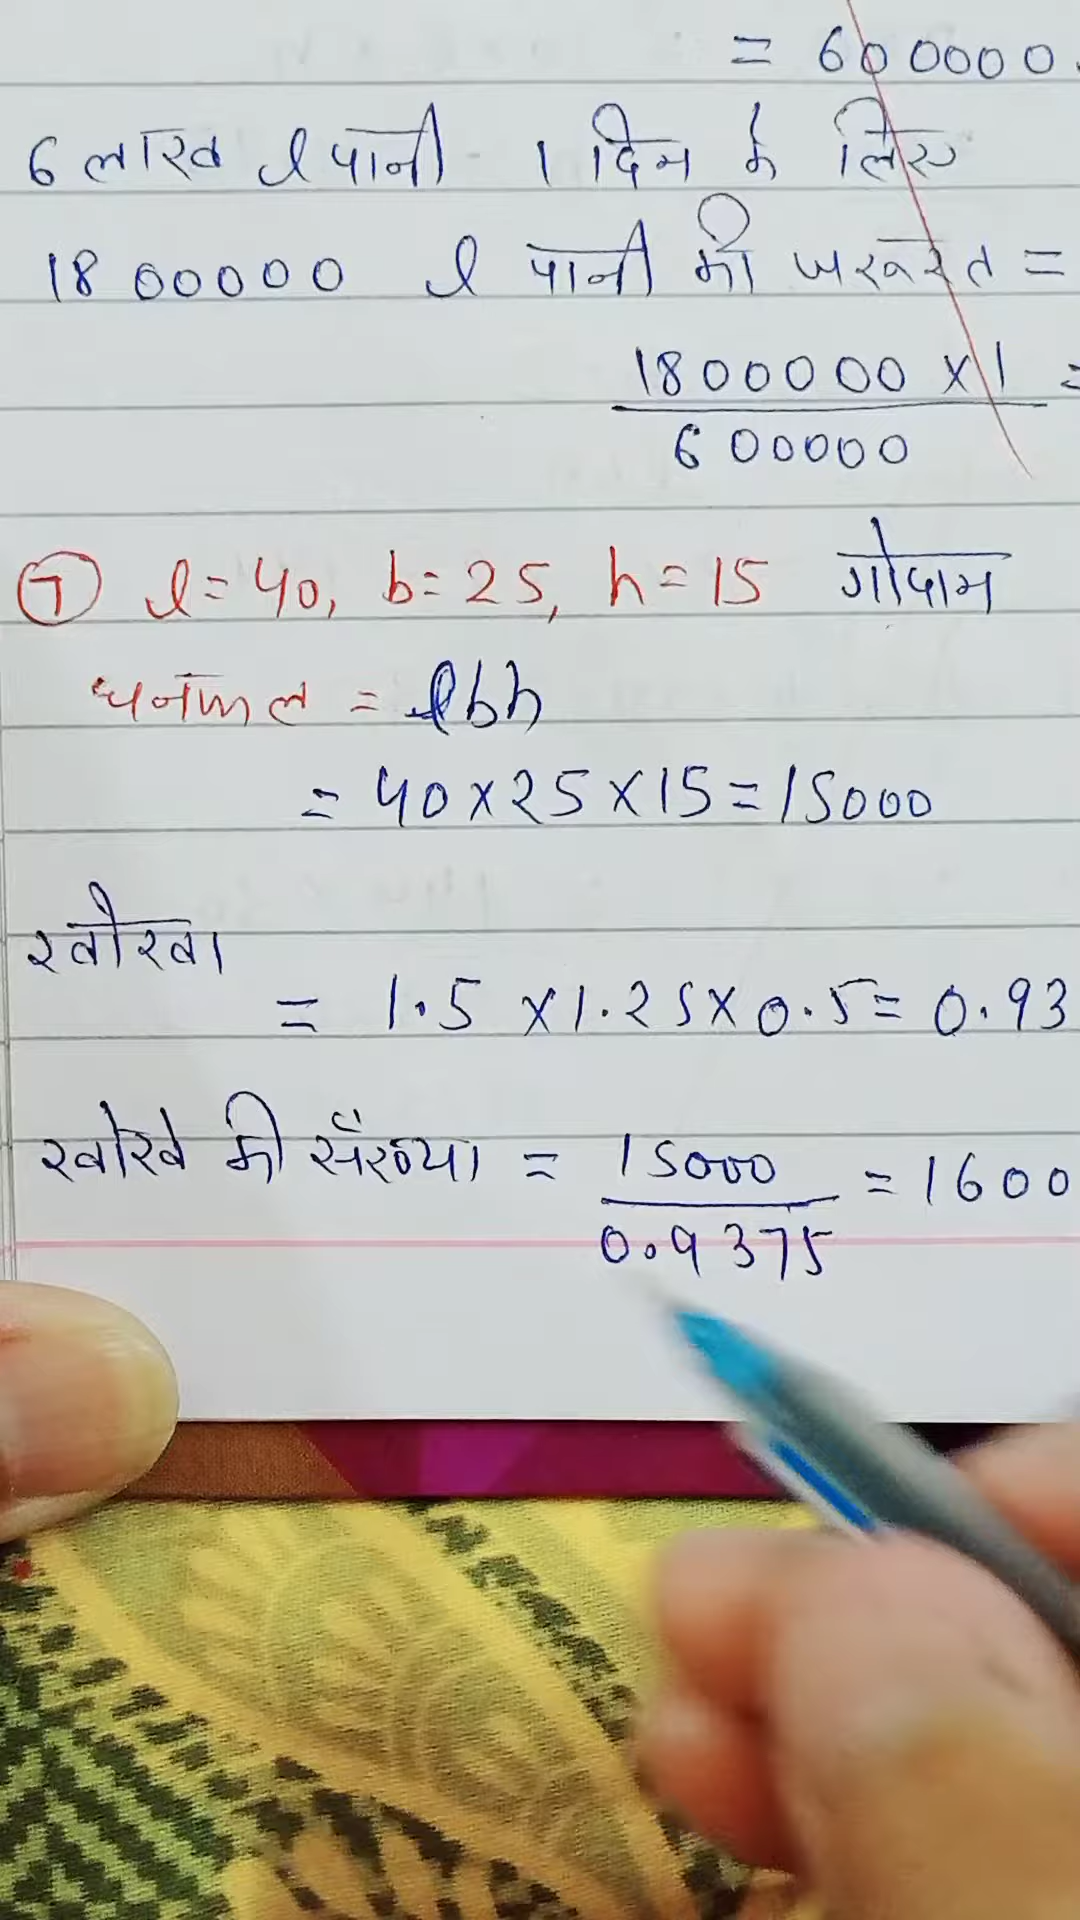 = 600000
6 लाख l पानी - 1 दिन के लिए
1800000 l पानी की जरूरत =
1800000 x 1 =
600000
7 l = 40, b = 25, h = 15 गोदाम
घनफल = lbh
= 40 x 25 x 15 = 15000
खोखा
= 1.5 x 1.25 x 0.5 = 0.93
खोखे की संख्या = 15000 = 1600
0.9375